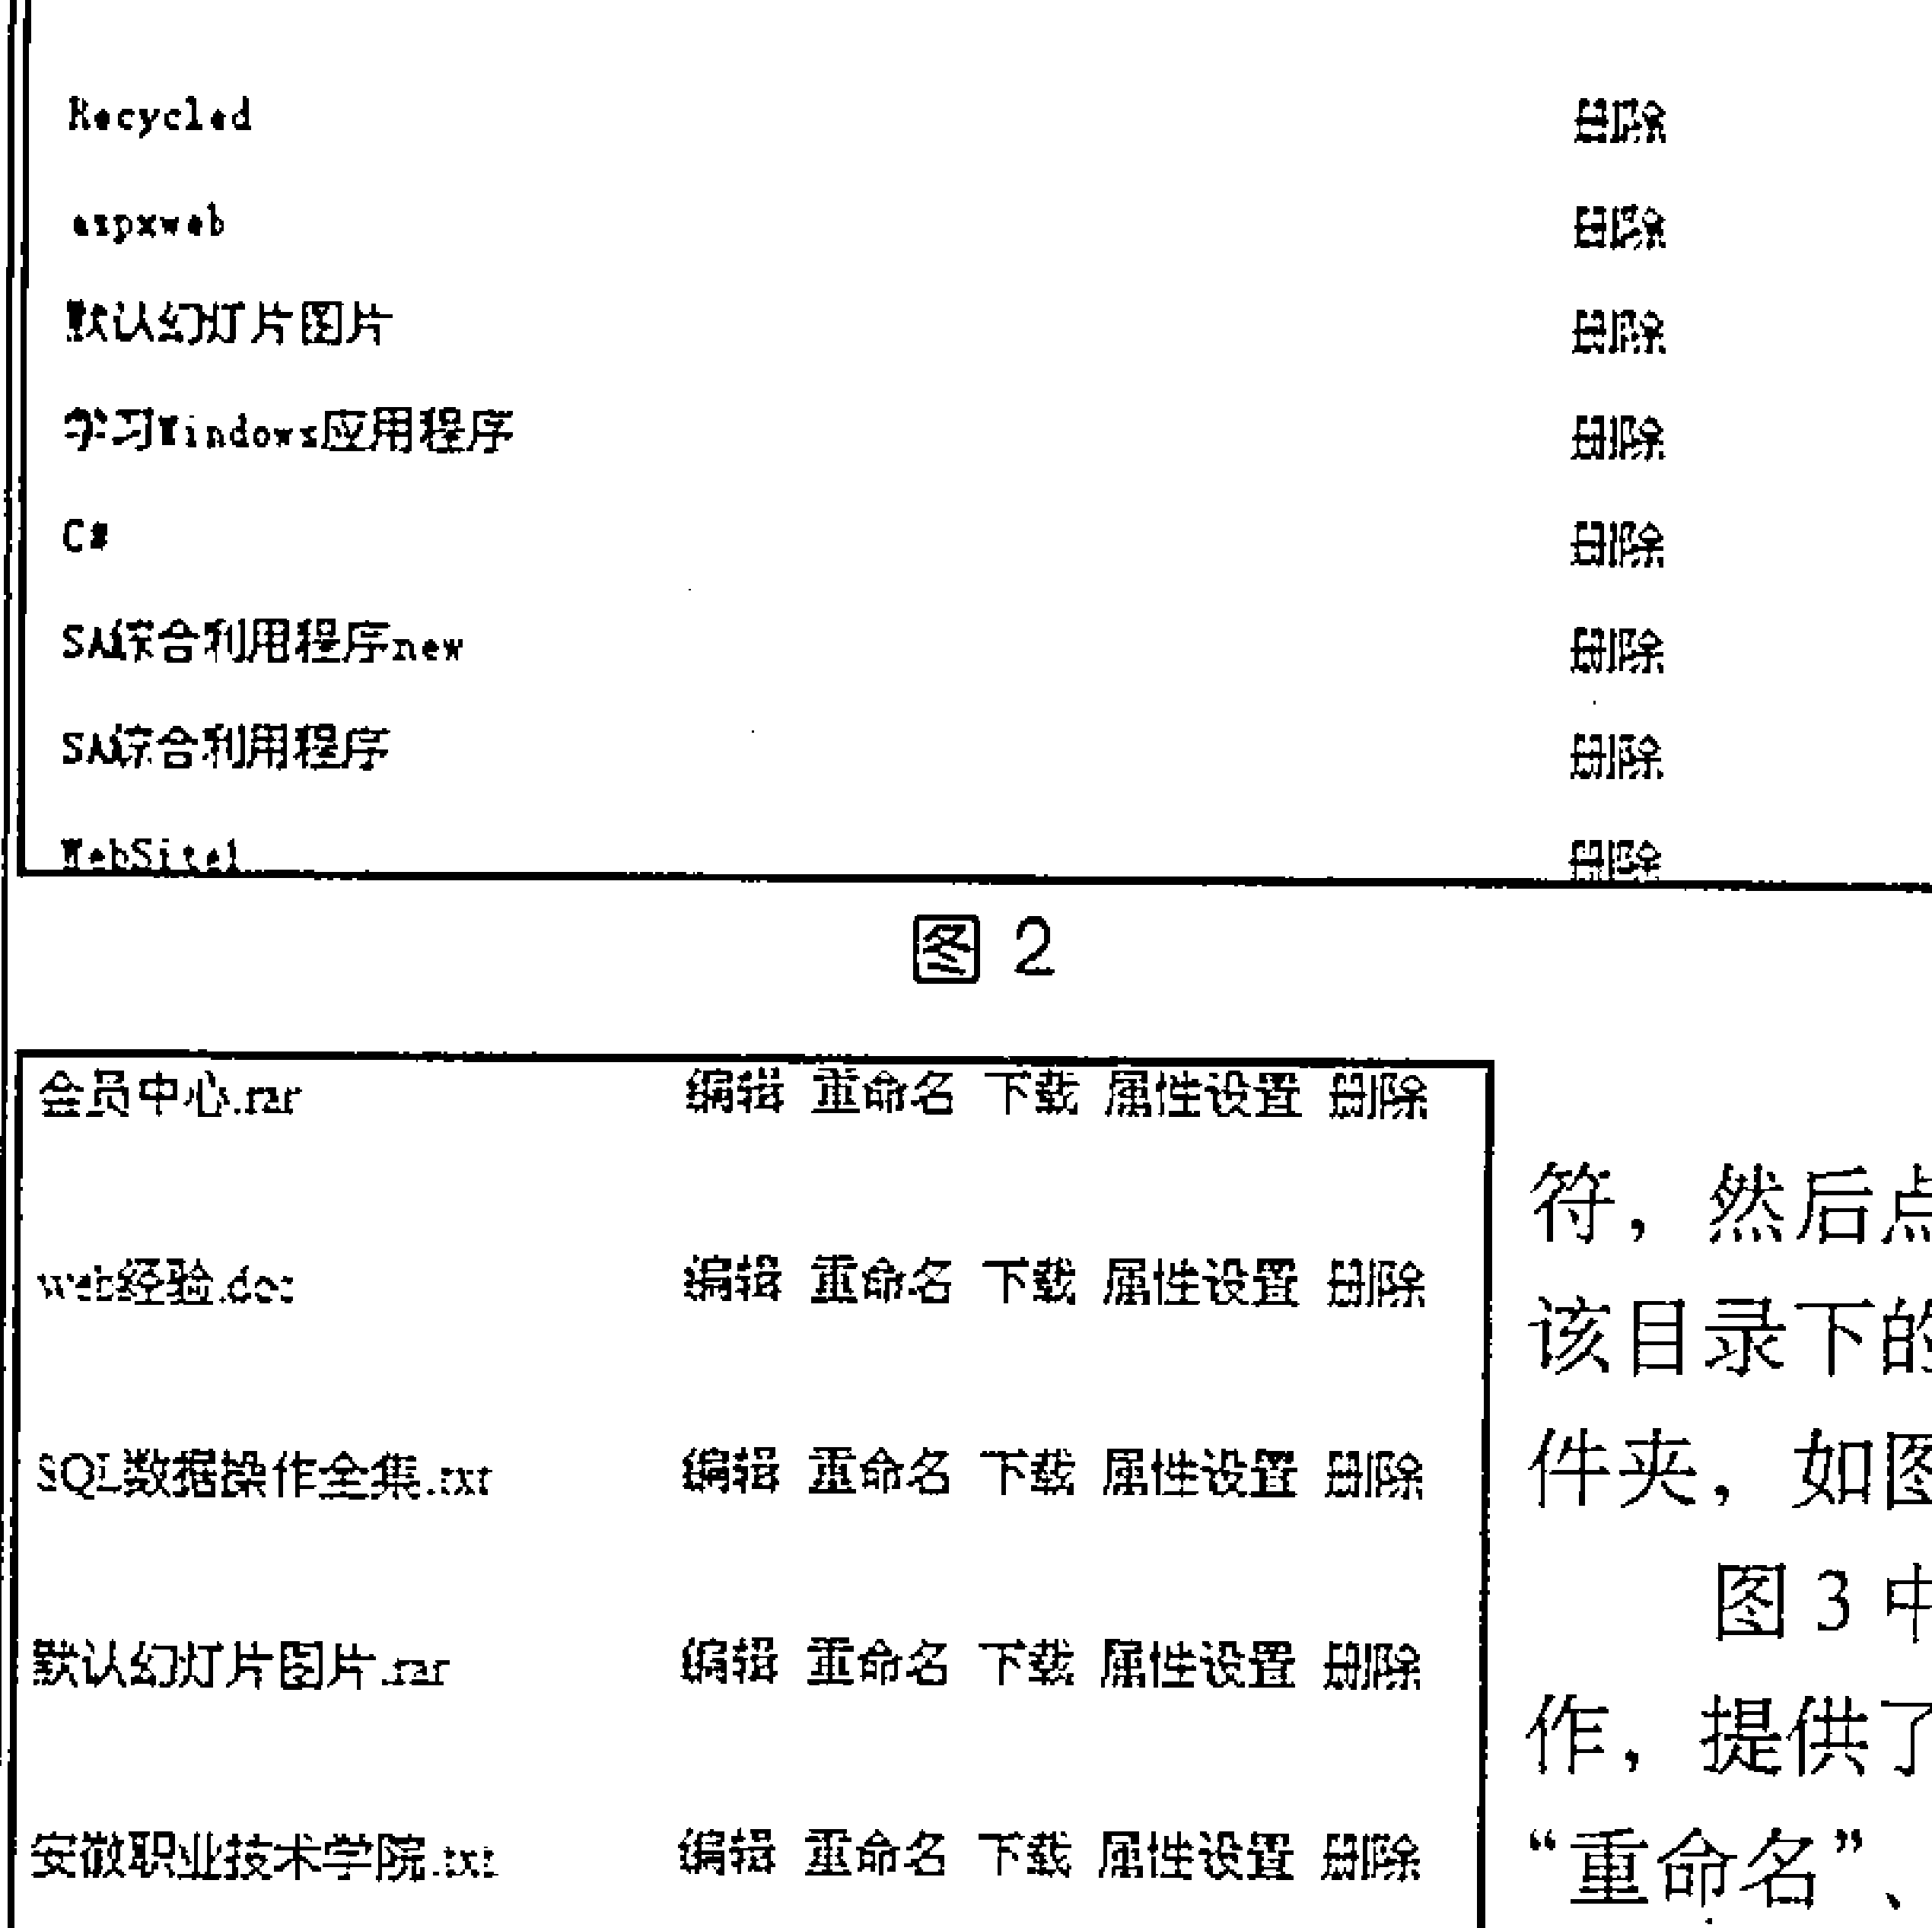 Recycled 删除
aspxweb 删除
默认幻灯片图片 删除
学习Windows应用程序 删除
C# 删除
SA综合利用程序new 删除
SA综合利用程序 删除
WebSite1 删除
图 2
会员中心.rar 编辑 重命名 下载 属性设置 删除
web经验.doc 编辑 重命名 下载 属性设置 删除
SQL数据操作全集.txt 编辑 重命名 下载 属性设置 删除
默认幻灯片图片.rar 编辑 重命名 下载 属性设置 删除
安徽职业技术学院.txt 编辑 重命名 下载 属性设置 删除
符，然后点
该目录下的
件夹，如图
图 3 中
作，提供了
“重命名”、